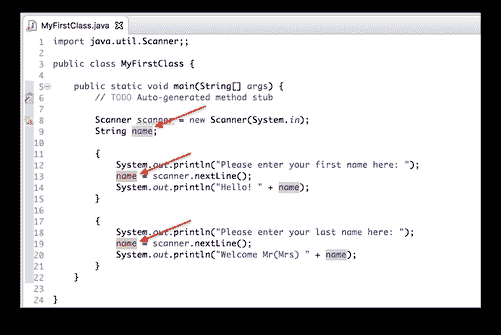 MyFirstClass.java
1 import java.util.Scanner;;
2
3 public class MyFirstClass {
4
5 public static void main(String[] args) {
6 // TODO Auto-generated method stub
7
8 Scanner scanner = new Scanner(System.in);
9 String name;
10
11 {
12 System.out.println("Please enter your first name here: ");
13 name = scanner.nextLine();
14 System.out.println("Hello! " + name);
15 }
16
17 {
18 System.out.println("Please enter your last name here: ");
19 name = scanner.nextLine();
20 System.out.println("Welcome Mr(Mrs) " + name);
21 }
22 }
23
24 }